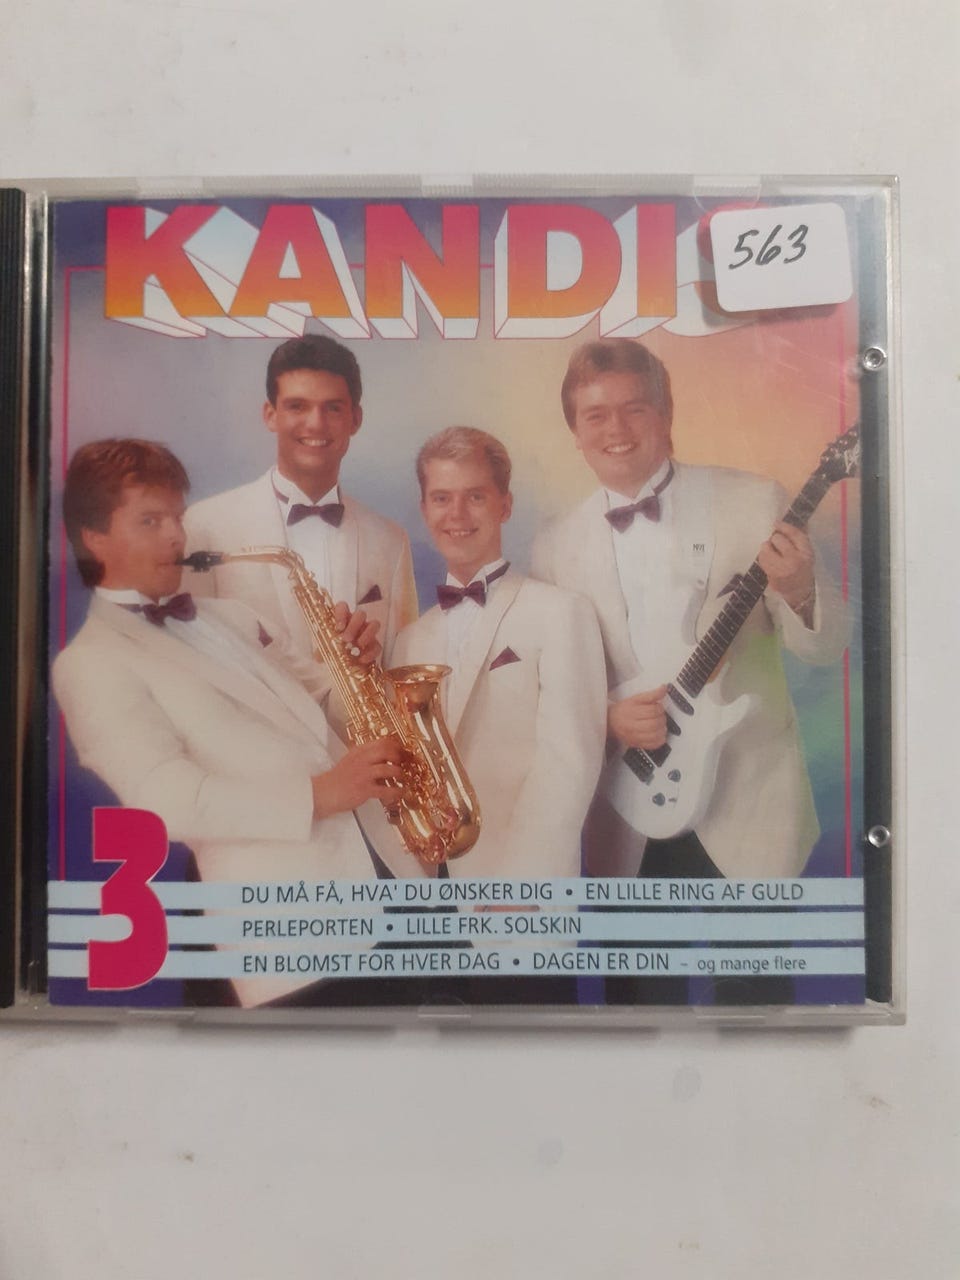 KANDIS
563
3
DU MÅ FÅ, HVA' DU ØNSKER DIG • EN LILLE RING AF GULD
PERLEPORTEN • LILLE FRK. SOLSKIN
EN BLOMST FOR HVER DAG • DAGEN ER DIN – og mange flere